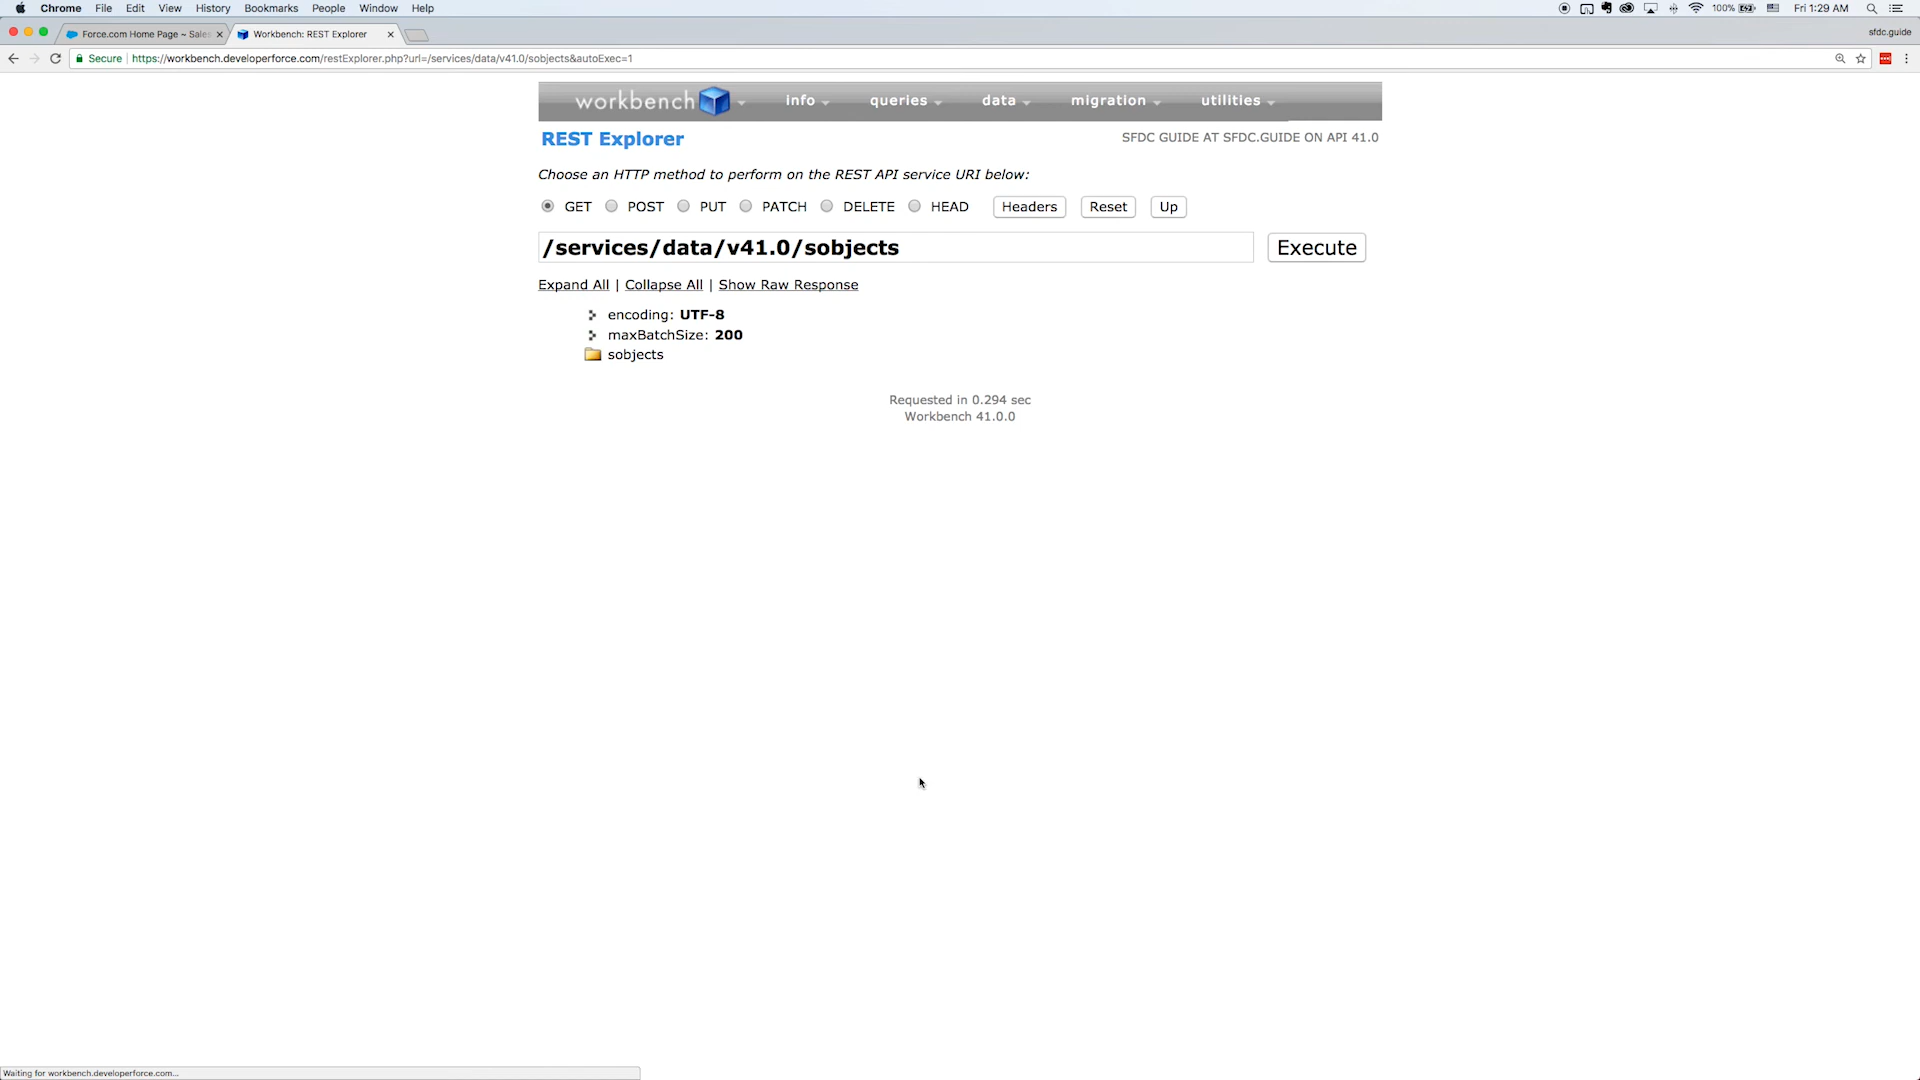 Chrome File Edit View History Bookmarks People Window Help 100% Fri 1:29 AM
Force.com Home Page ~ Sales Workbench: REST Explorer sfdc.guide
Secure https://workbench.developerforce.com/restExplorer.php?url=/services/data/v41.0/sobjects&autoExec=1
workbench info queries data migration utilities
REST Explorer SFDC GUIDE AT SFDC.GUIDE ON API 41.0
Choose an HTTP method to perform on the REST API service URI below:
GET POST PUT PATCH DELETE HEAD Headers Reset Up
/services/data/v41.0/sobjects Execute
Expand All | Collapse All | Show Raw Response
encoding: UTF-8
maxBatchSize: 200
sobjects
Requested in 0.294 sec
Workbench 41.0.0
Waiting for workbench.developerforce.com...